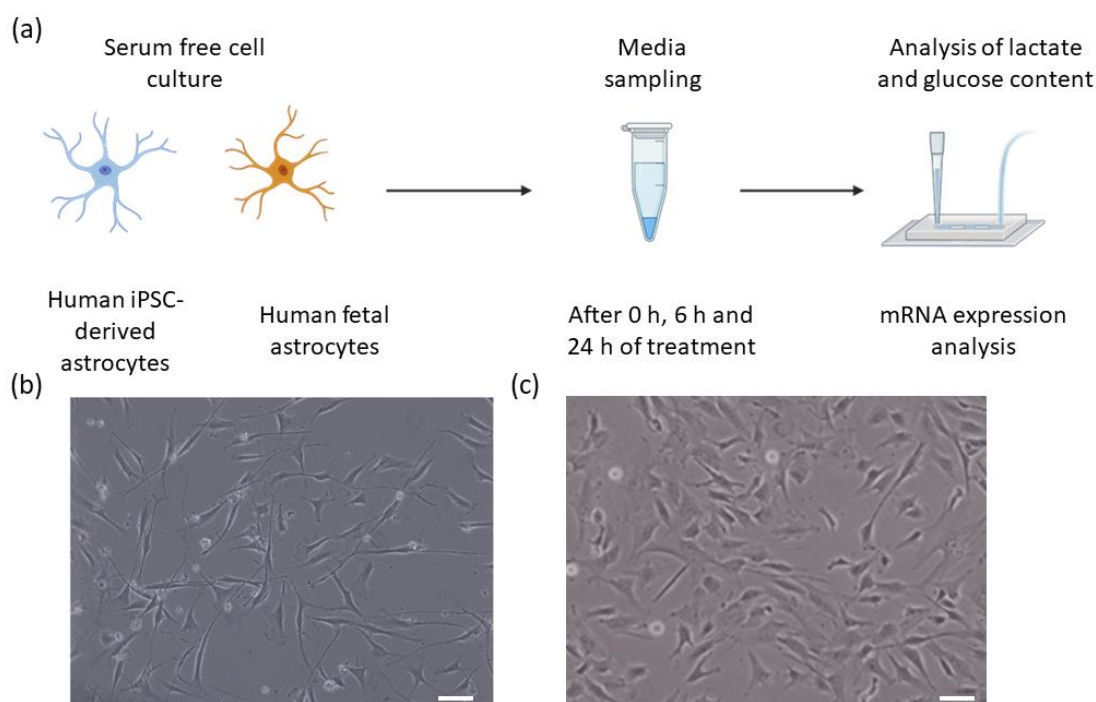 (a)
Serum free cell
culture
Media
sampling
Analysis of lactate
and glucose content
Human iPSC-
derived
astrocytes
Human fetal
astrocytes
After 0 h, 6 h and
24 h of treatment
mRNA expression
analysis
(b)
(c)